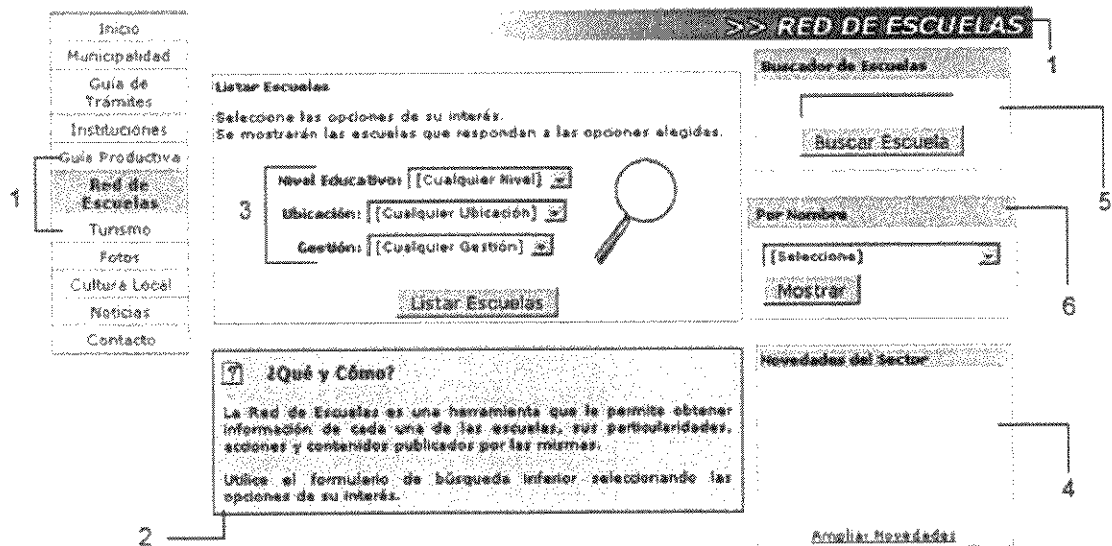 >> RED DE ESCUELAS
1
Inicio
Municipalidad
Guía de
Trámites
Instituciones
Guía Productiva
Red de
Escuelas
Turismo
Fotos
Cultura Local
Noticias
Contacto
1
Listar Escuelas
Seleccione las opciones de su interés.
Se mostrarán las escuelas que respondan a las opciones elegidas.
3
Nivel Educativo: [Cualquier Nivel]
Ubicación: [Cualquier Ubicación]
Gestión: [Cualquier Gestión]
Listar Escuelas
¿Qué y Cómo?
La Red de Escuelas es una herramienta que le permite obtener
información de cada una de las escuelas, sus particularidades,
acciones y contenidos publicados por las mismas.
Utilice el formulario de búsqueda inferior seleccionando las
opciones de su interés.
2
Buscador de Escuelas
Buscar Escuela
5
Por Nombre
[Seleccione]
Mostrar
6
Novedades del Sector
4
Ampliar Novedades